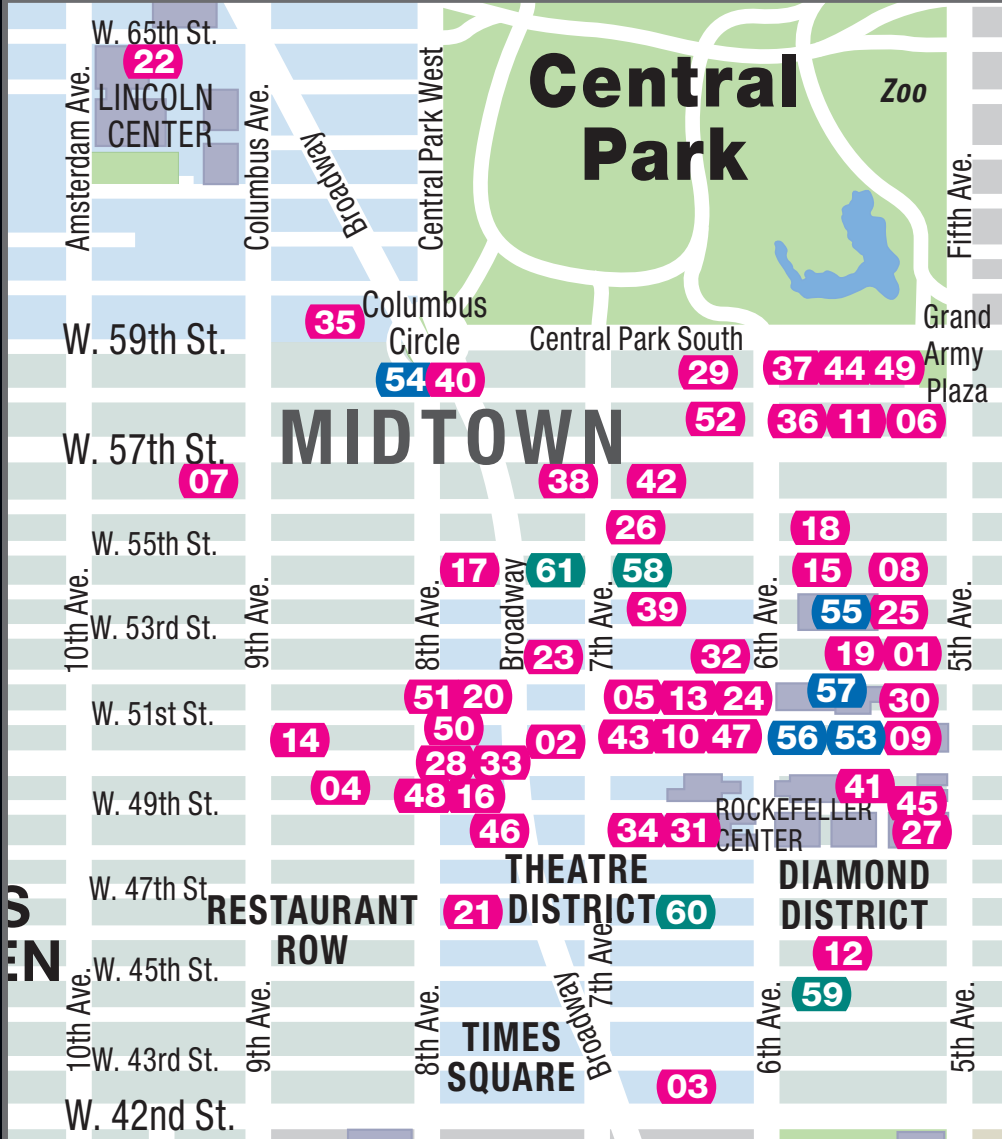 W. 65th St.
22
LINCOLN
CENTER
Amsterdam Ave.
Columbus Ave.
Broadway
Central Park West
Central
Park
Zoo
Fifth Ave.
35
Columbus
Circle
W. 59th St.
Central Park South
Grand
Army
Plaza
54 40
29
37 44 49
MIDTOWN
52
36 11 06
W. 57th St.
07
38
42
26
18
W. 55th St.
17
61
58
15
08
10th Ave.
9th Ave.
8th Ave.
Broadway
7th Ave.
6th Ave.
5th Ave.
39
55 25
W. 53rd St.
23
32
19 01
51 20
05 13 24
57
30
W. 51st St.
50
14
02
43 10 47
56 53 09
28 33
04
48 16
41
45
W. 49th St.
ROCKEFELLER
CENTER
46
34 31
27
THEATRE
DISTRICT
DIAMOND
DISTRICT
W. 47th St.
S
EN
RESTAURANT
ROW
21
60
12
W. 45th St.
59
10th Ave.
9th Ave.
8th Ave.
Broadway
7th Ave.
6th Ave.
5th Ave.
TIMES
SQUARE
W. 43rd St.
03
W. 42nd St.